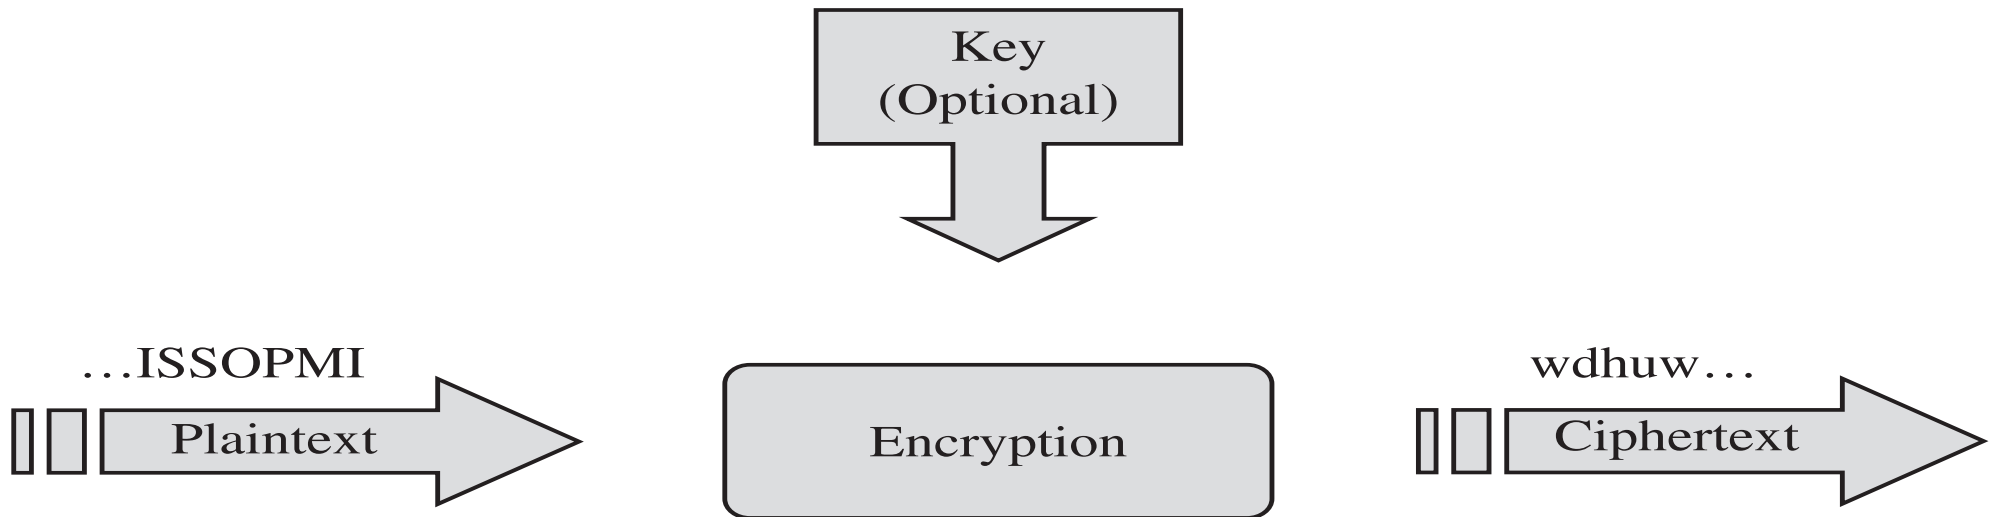 Key
(Optional)
…ISSOPMI
wdhuw…
Plaintext
Encryption
Ciphertext